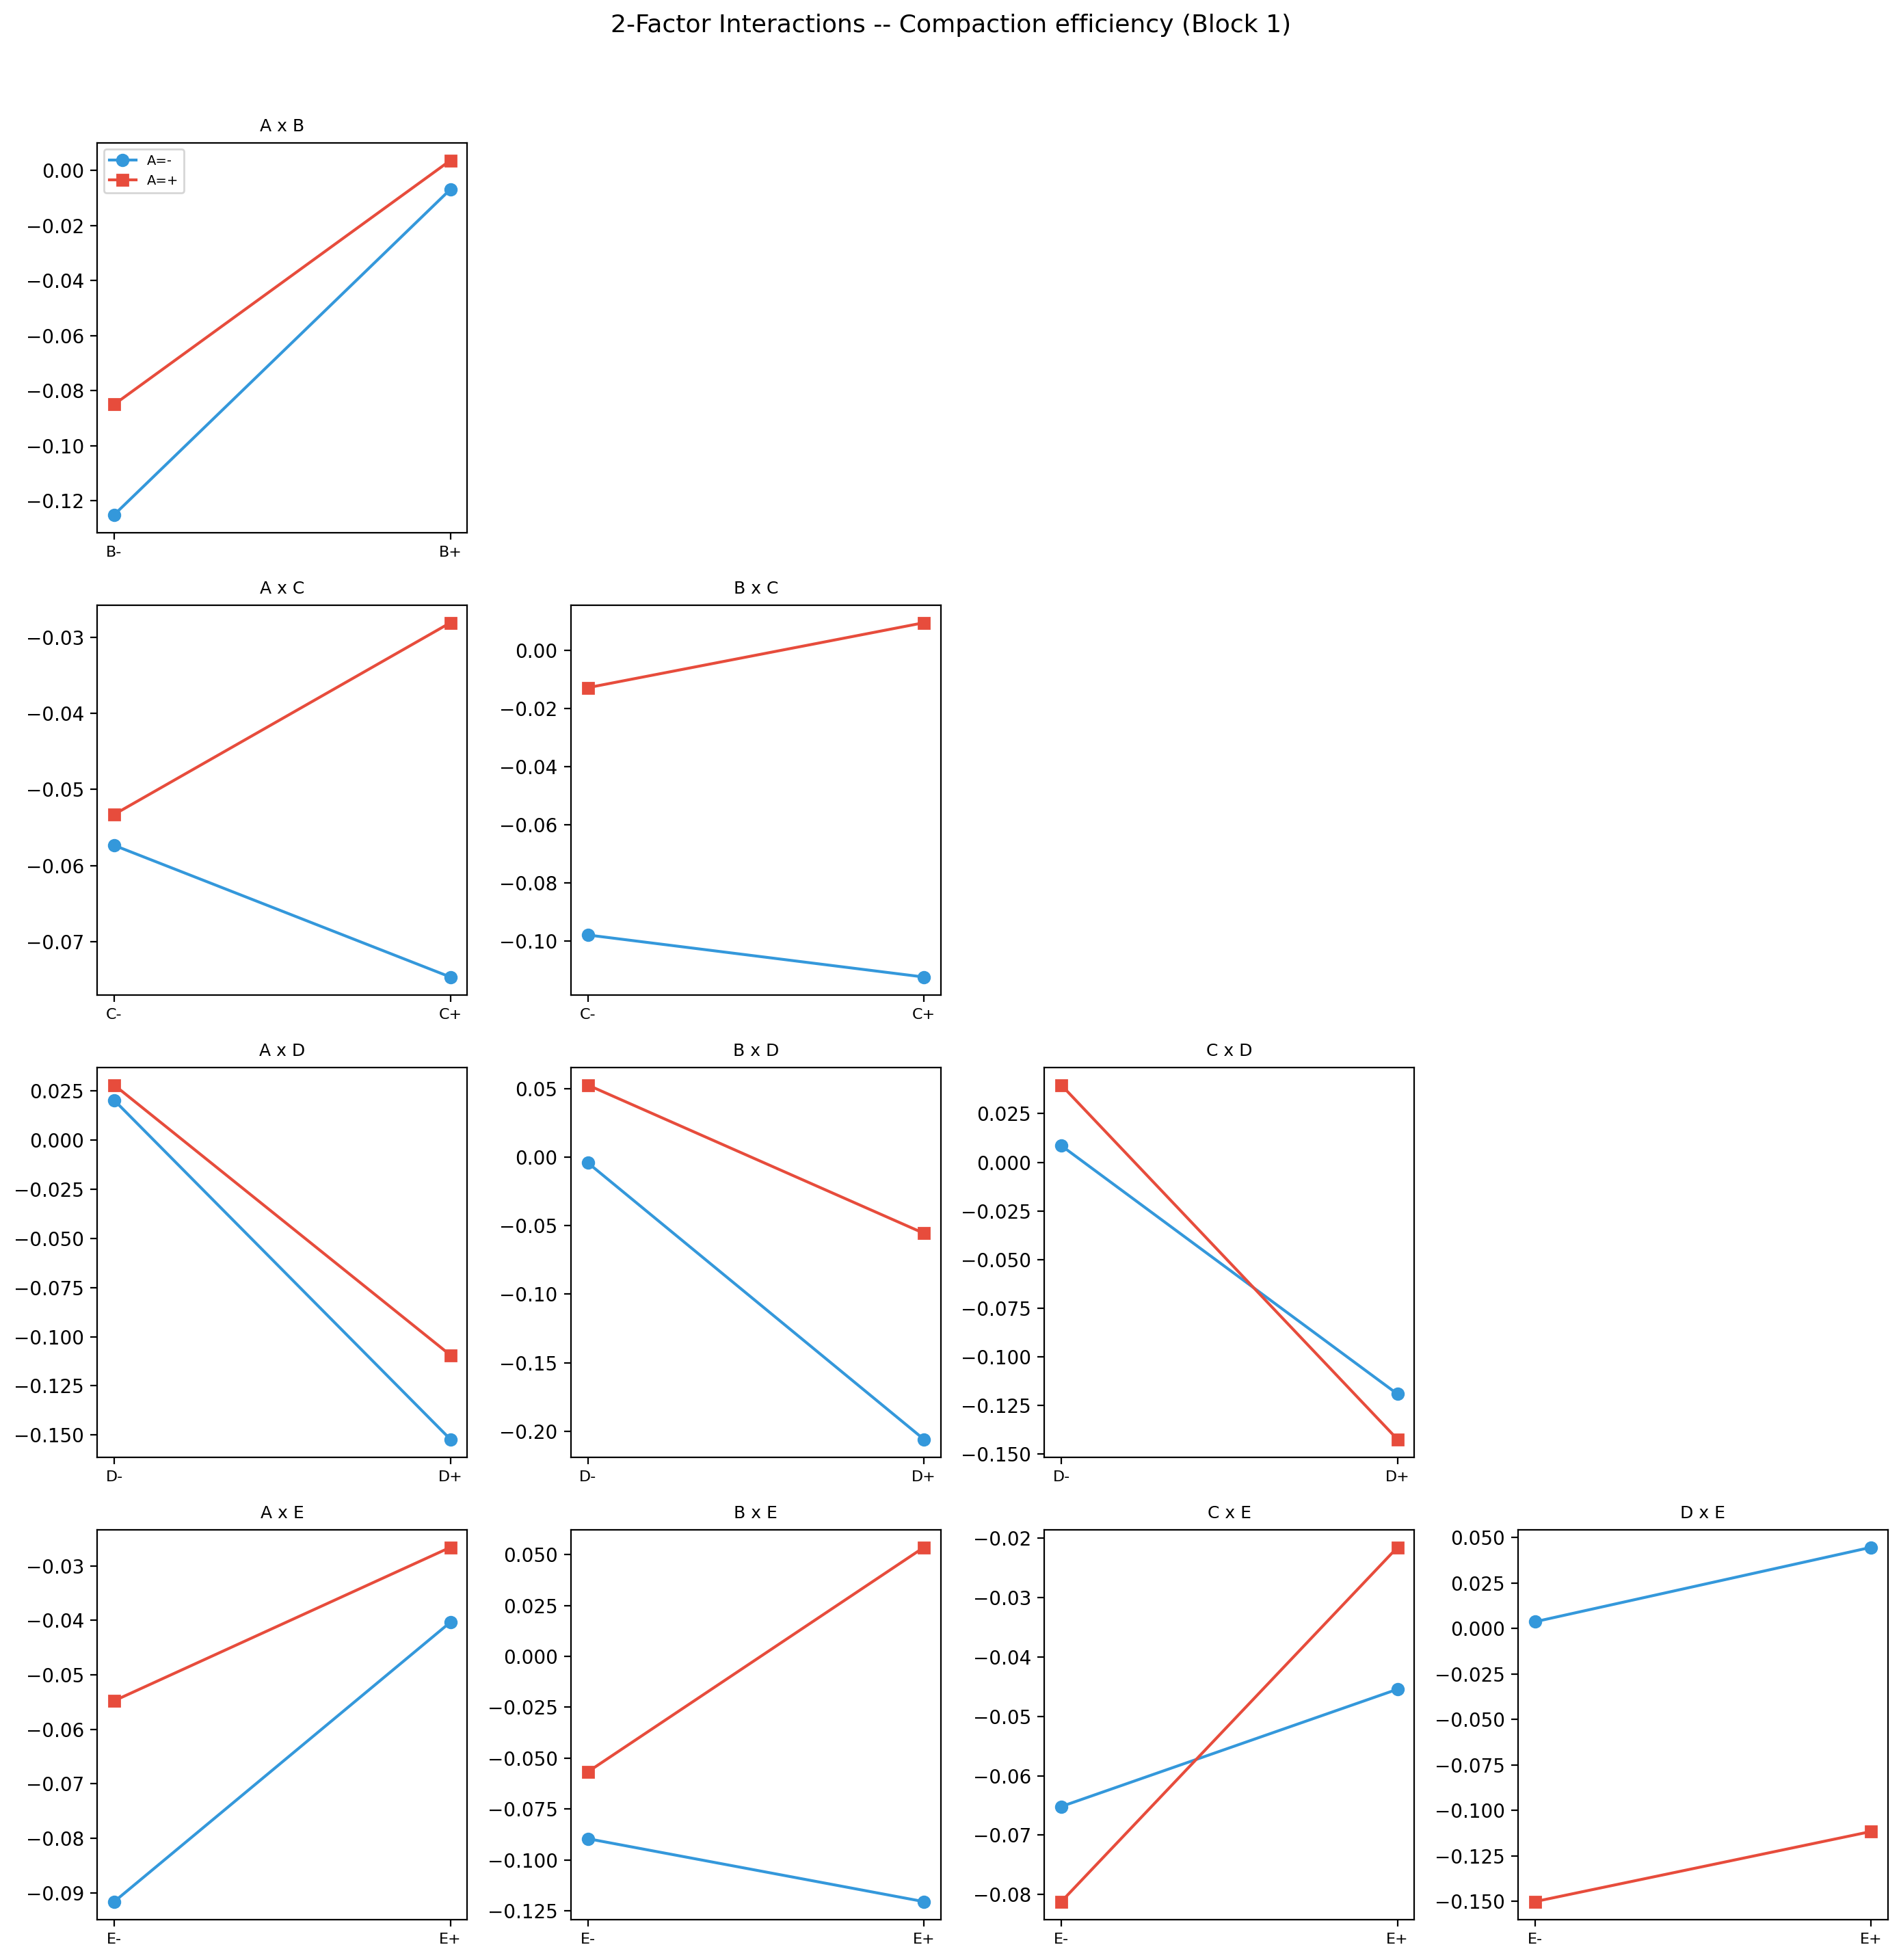 2-Factor Interactions -- Compaction efficiency (Block 1)
A x B
A=-
A=+
0.00
−0.02
−0.04
−0.06
−0.08
−0.10
−0.12
B-
B+
A x C
−0.03
−0.04
−0.05
−0.06
−0.07
C-
C+
B x C
0.00
−0.02
−0.04
−0.06
−0.08
−0.10
C-
C+
A x D
0.025
0.000
−0.025
−0.050
−0.075
−0.100
−0.125
−0.150
D-
D+
B x D
0.05
0.00
−0.05
−0.10
−0.15
−0.20
D-
D+
C x D
0.025
0.000
−0.025
−0.050
−0.075
−0.100
−0.125
−0.150
D-
D+
A x E
−0.03
−0.04
−0.05
−0.06
−0.07
−0.08
−0.09
E-
E+
B x E
0.050
0.025
0.000
−0.025
−0.050
−0.075
−0.100
−0.125
E-
E+
C x E
−0.02
−0.03
−0.04
−0.05
−0.06
−0.07
−0.08
E-
E+
D x E
0.050
0.025
0.000
−0.025
−0.050
−0.075
−0.100
−0.125
−0.150
E-
E+